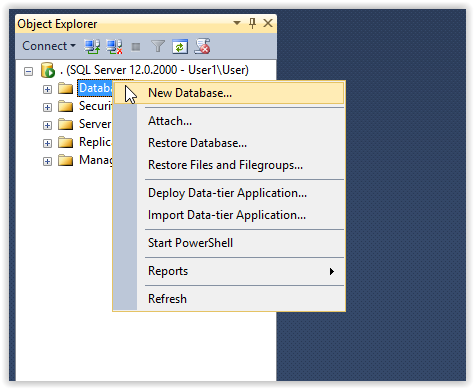 Object Explorer
Connect
. (SQL Server 12.0.2000 - User1\User)
Datab
New Database...
Securi
Attach...
Server
Restore Database...
Replic
Restore Files and Filegroups...
Manag
Deploy Data-tier Application...
Import Data-tier Application...
Start PowerShell
Reports
Refresh